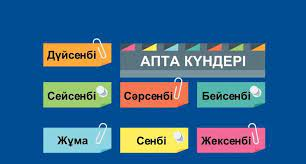 Дүйсенбі
АПТА КҮНДЕРІ
Сейсенбі
Сәрсенбі
Бейсенбі
Жұма
Сенбі
Жексенбі